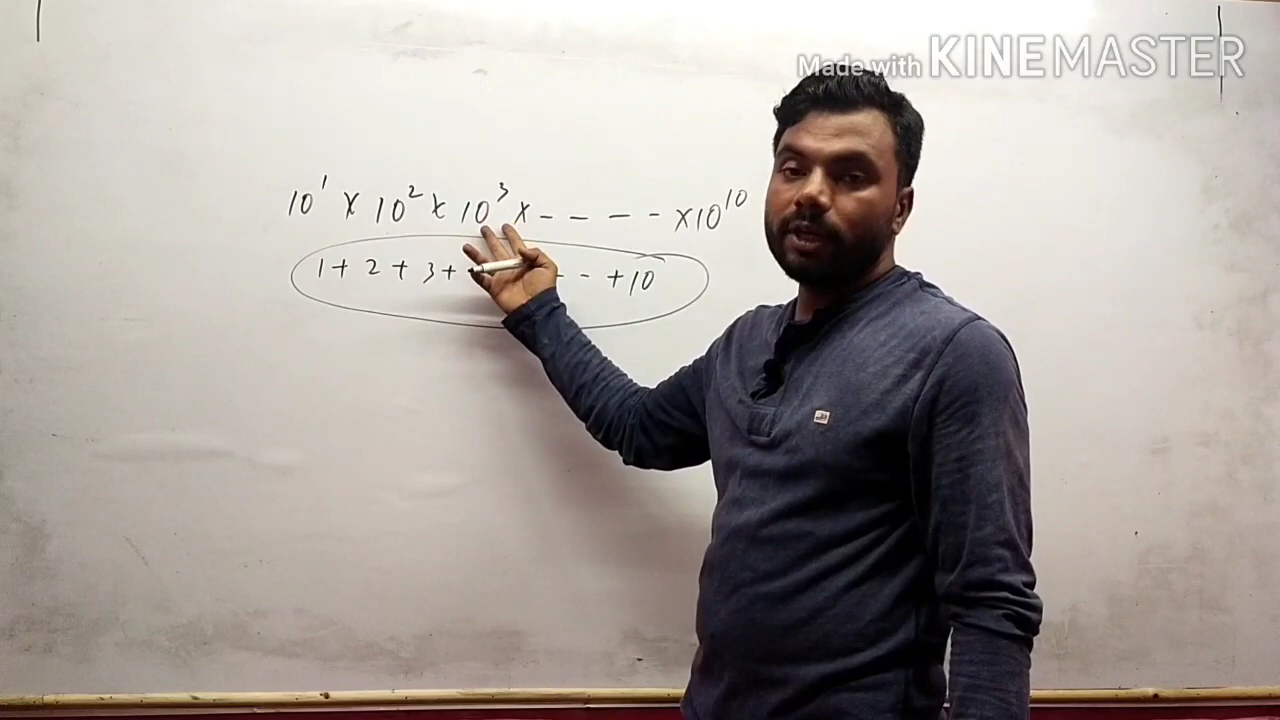 Made with KINEMASTER
10¹ × 10² × 10³ × - - - - × 10¹⁰
1 + 2 + 3 + - - + 10